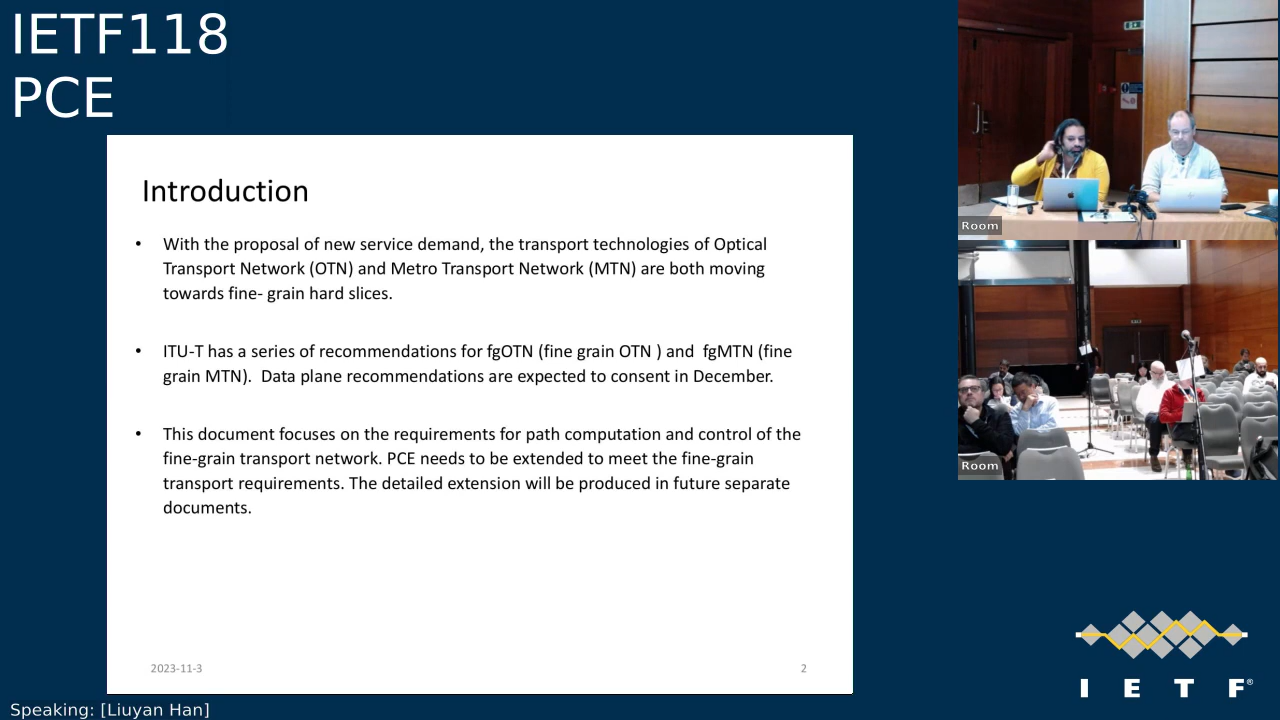 IETF118
PCE
Introduction
• With the proposal of new service demand, the transport technologies of Optical
Transport Network (OTN) and Metro Transport Network (MTN) are both moving
towards fine- grain hard slices.
• ITU-T has a series of recommendations for fgOTN (fine grain OTN ) and  fgMTN (fine
grain MTN).  Data plane recommendations are expected to consent in December.
• This document focuses on the requirements for path computation and control of the
fine-grain transport network. PCE needs to be extended to meet the fine-grain
transport requirements. The detailed extension will be produced in future separate
documents.
2023-11-3
2
Room
Room
I E T F®
Speaking: [Liuyan Han]